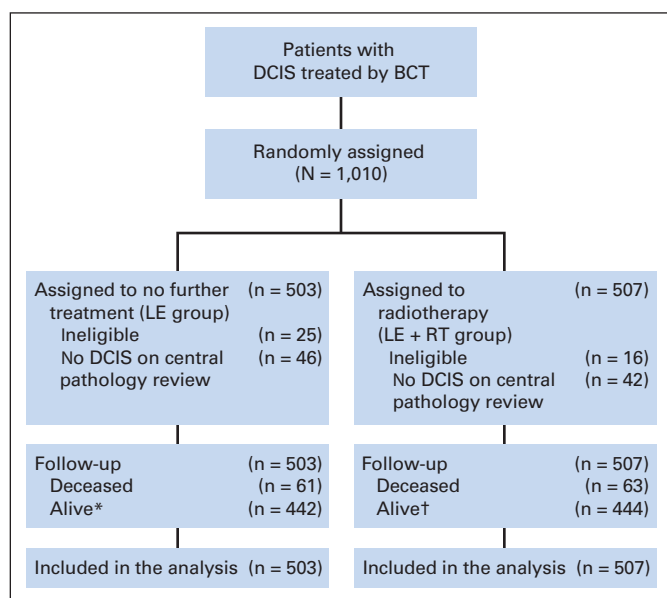 Patients with
DCIS treated by BCT
Randomly assigned
(N = 1,010)
Assigned to no further (n = 503)
treatment (LE group)
Ineligible (n = 25)
No DCIS on central (n = 46)
pathology review
Assigned to (n = 507)
radiotherapy
(LE + RT group)
Ineligible (n = 16)
No DCIS on central (n = 42)
pathology review
Follow-up (n = 503)
Deceased (n = 61)
Alive* (n = 442)
Follow-up (n = 507)
Deceased (n = 63)
Alive† (n = 444)
Included in the analysis (n = 503)
Included in the analysis (n = 507)